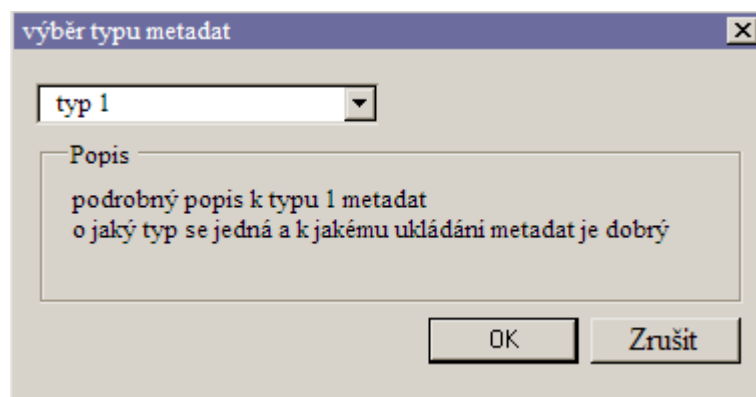 výběr typu metadat
typ 1
Popis
podrobný popis k typu 1 metadat
o jaký typ se jedná a k jakému ukládání metadat je dobrý
OK
Zrušit